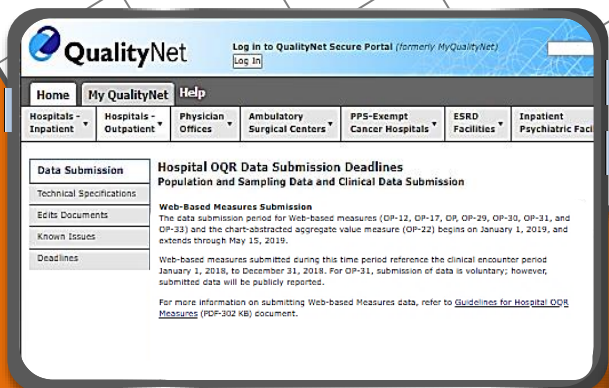 QualityNet
Log in to QualityNet Secure Portal (formerly MyQualityNet)
Log In
Home
My QualityNet
Help
Hospitals - Inpatient
Hospitals - Outpatient
Physician Offices
Ambulatory Surgical Centers
PPS-Exempt Cancer Hospitals
ESRD Facilities
Inpatient Psychiatric Faci
Data Submission
Technical Specifications
Edits Documents
Known Issues
Deadlines
Hospital OQR Data Submission Deadlines
Population and Sampling Data and Clinical Data Submission
Web-Based Measures Submission
The data submission period for Web-based measures (OP-12, OP-17, OP, OP-29, OP-30, OP-31, and
OP-33) and the chart-abstracted aggregate value measure (OP-22) begins on January 1, 2019, and
extends through May 15, 2019.
Web-based measures submitted during this time period reference the clinical encounter period
January 1, 2018, to December 31, 2018. For OP-31, submission of data is voluntary; however,
submitted data will be publicly reported.
For more information on submitting Web-based Measures data, refer to Guidelines for Hospital OQR
Measures (PDF-302 KB) document.